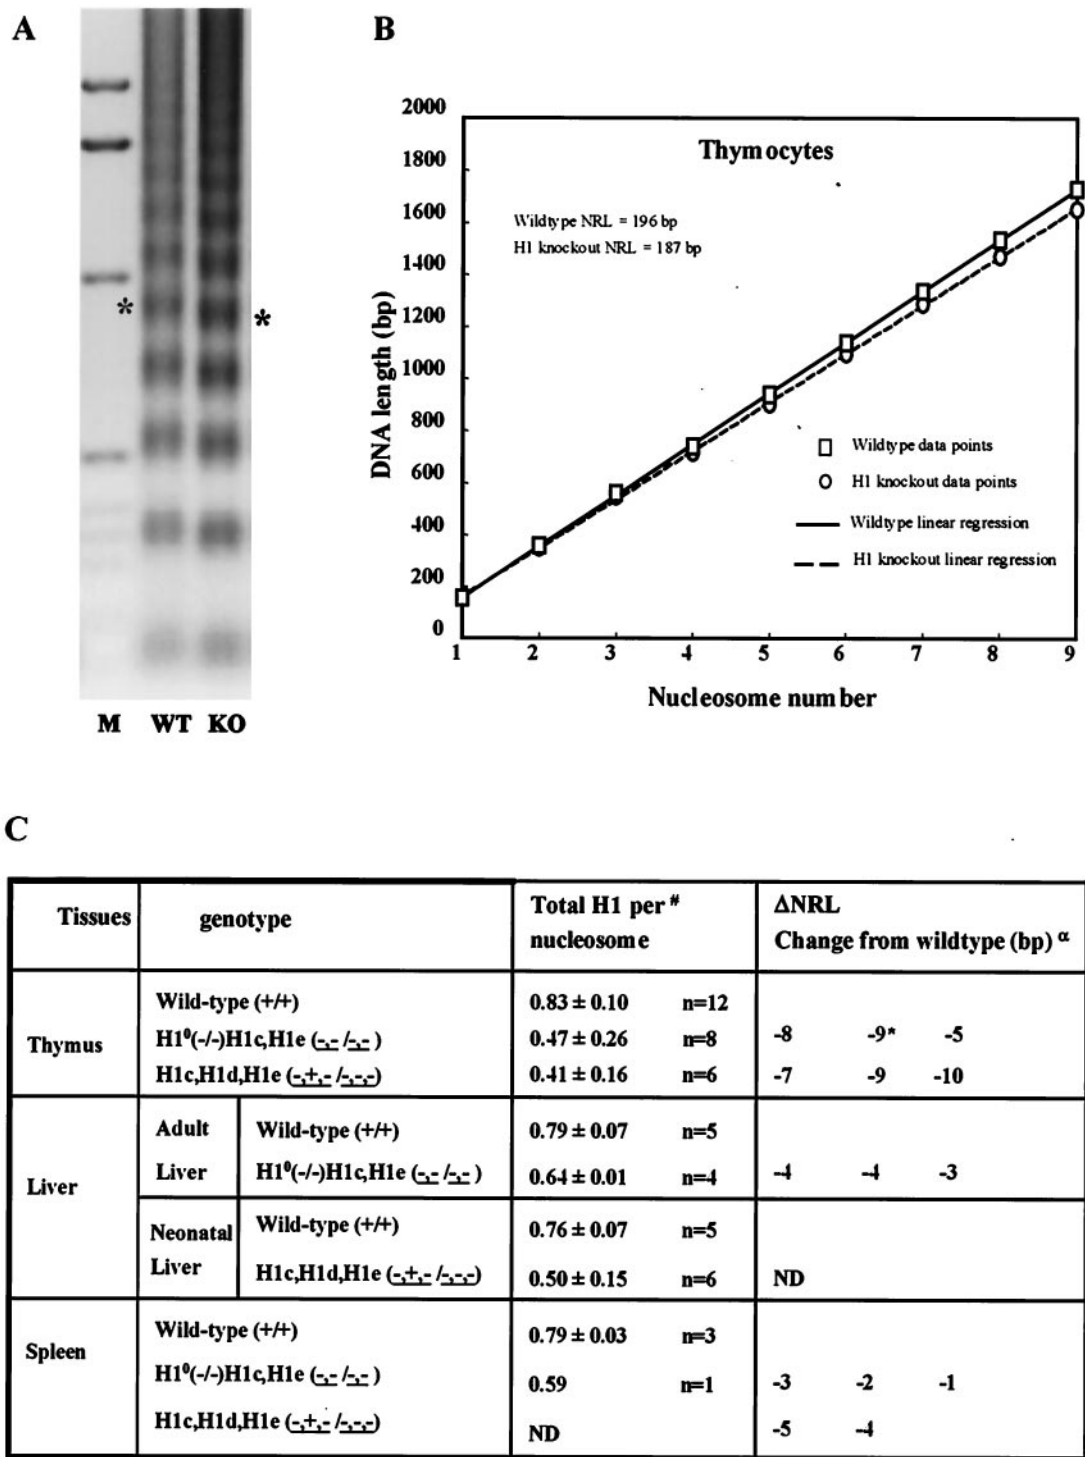 A
*
*
M WT KO
B
Thymocytes
Wildtype NRL = 196 bp
H1 knockout NRL = 187 bp
DNA length (bp)
2000
1800
1600
1400
1200
1000
800
600
400
200
0
Wildtype data points
H1 knockout data points
Wildtype linear regression
H1 knockout linear regression
1 2 3 4 5 6 7 8 9
Nucleosome number
C
Tissues genotype Total H1 per # nucleosome ΔNRL Change from wildtype (bp) α
Thymus
Wild-type (+/+) 0.83 ± 0.10 n=12
H1⁰(-/-)H1c,H1e (-,- /-,- ) 0.47 ± 0.26 n=8 -8 -9* -5
H1c,H1d,H1e (-,+,- /-,-,-) 0.41 ± 0.16 n=6 -7 -9 -10
Liver
Adult Liver
Wild-type (+/+) 0.79 ± 0.07 n=5
H1⁰(-/-)H1c,H1e (-,- /-,- ) 0.64 ± 0.01 n=4 -4 -4 -3
Neonatal Liver
Wild-type (+/+) 0.76 ± 0.07 n=5
H1c,H1d,H1e (-,+,- /-,-,-) 0.50 ± 0.15 n=6 ND
Spleen
Wild-type (+/+) 0.79 ± 0.03 n=3
H1⁰(-/-)H1c,H1e (-,- /-,- ) 0.59 n=1 -3 -2 -1
H1c,H1d,H1e (-,+,- /-,-,-) ND -5 -4